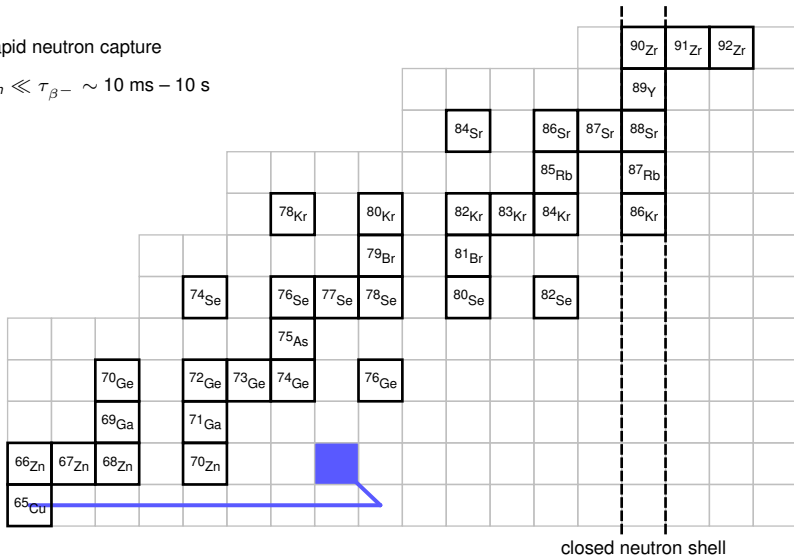 apid neutron capture
≪ τβ− ∼ 10 ms – 10 s
90Zr 91Zr 92Zr
89Y
84Sr 86Sr 87Sr 88Sr
85Rb 87Rb
78Kr 80Kr 82Kr 83Kr 84Kr 86Kr
79Br 81Br
74Se 76Se 77Se 78Se 80Se 82Se
75As
70Ge 72Ge 73Ge 74Ge 76Ge
69Ga 71Ga
66Zn 67Zn 68Zn 70Zn
65Cu
closed neutron shell